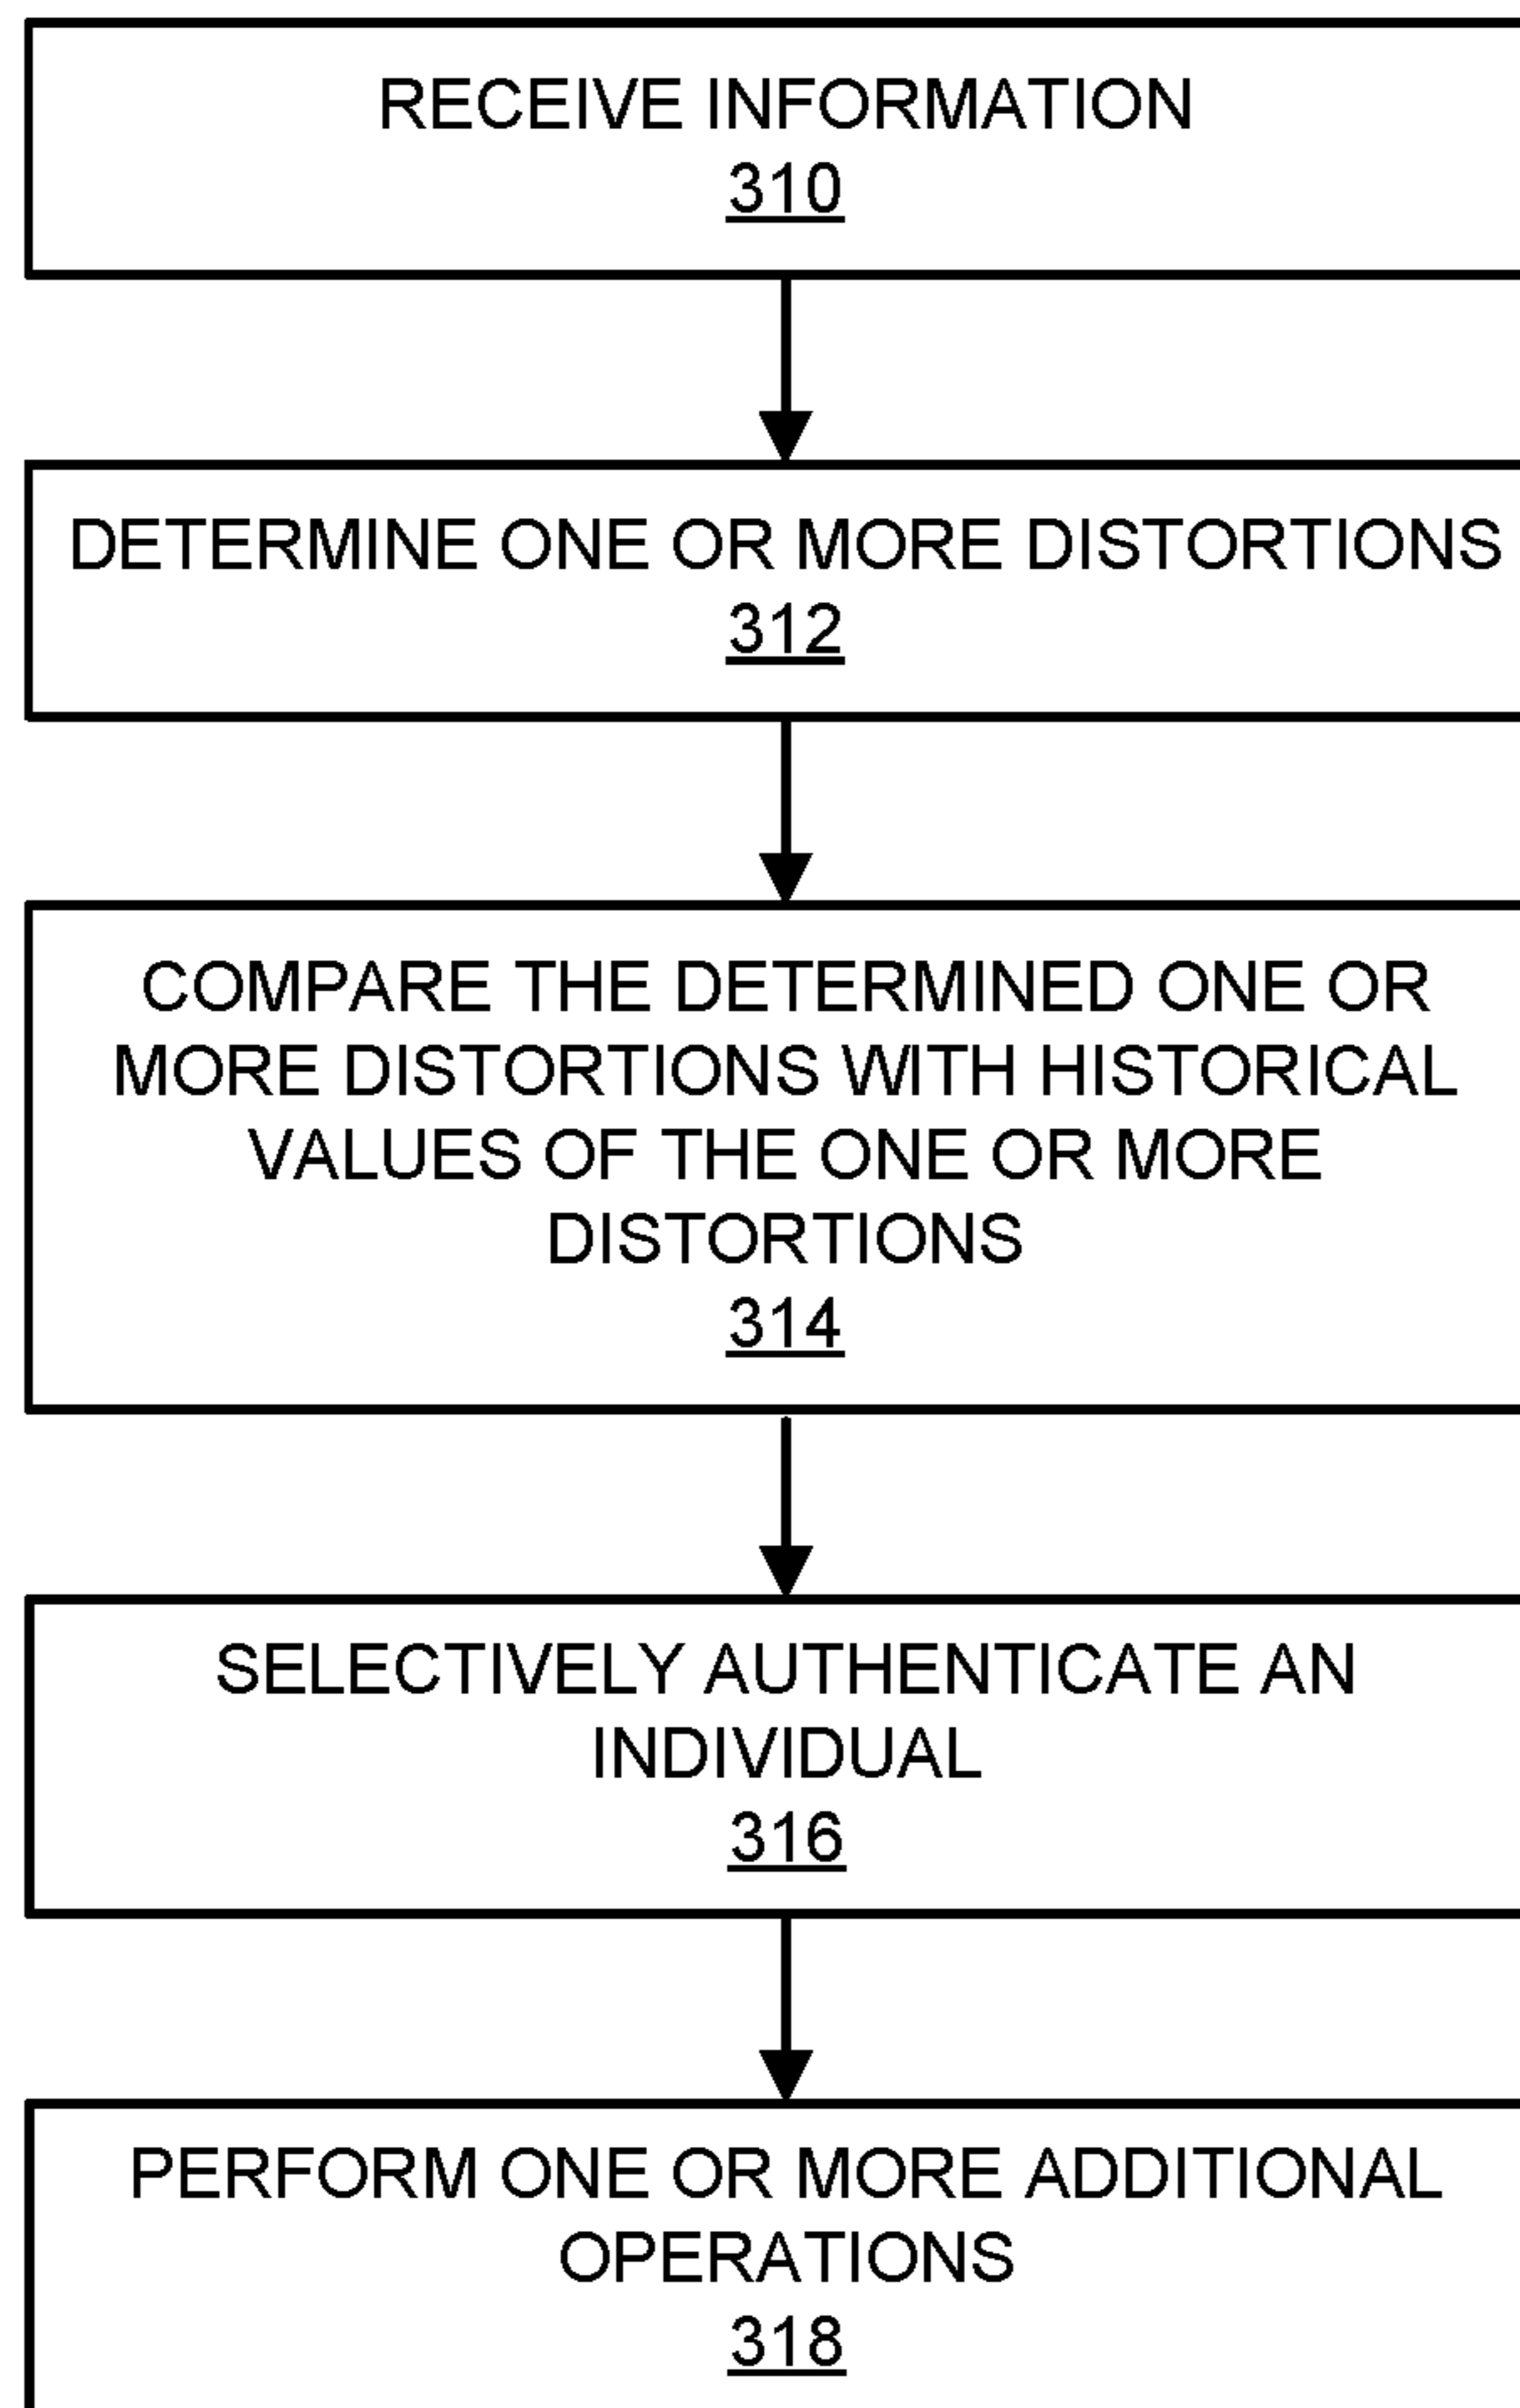 RECEIVE INFORMATION
310
DETERMINE ONE OR MORE DISTORTIONS
312
COMPARE THE DETERMINED ONE OR
MORE DISTORTIONS WITH HISTORICAL
VALUES OF THE ONE OR MORE
DISTORTIONS
314
SELECTIVELY AUTHENTICATE AN
INDIVIDUAL
316
PERFORM ONE OR MORE ADDITIONAL
OPERATIONS
318